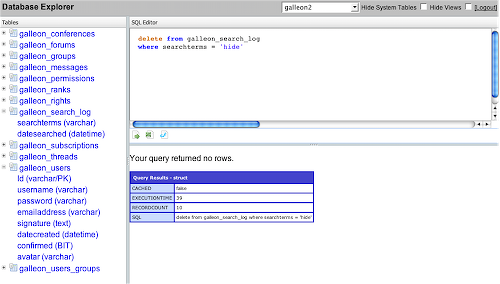 Database Explorer
galleon2
Hide System Tables
Hide Views
[Logout]
Tables
galleon_conferences
galleon_forums
galleon_groups
galleon_messages
galleon_permissions
galleon_ranks
galleon_rights
galleon_search_log
searchterms (varchar)
datesearched (datetime)
galleon_subscriptions
galleon_threads
galleon_users
Id (varchar/PK)
username (varchar)
password (varchar)
emailaddress (varchar)
signature (text)
datecreated (datetime)
confirmed (BIT)
avatar (varchar)
galleon_users_groups
SQL Editor
delete from galleon_search_log
where searchterms = 'hide'
Your query returned no rows.
Query Results - struct
CACHED false
EXECUTIONTIME 39
RECORDCOUNT 10
SQL delete from galleon_search_log where searchterms = 'hide'